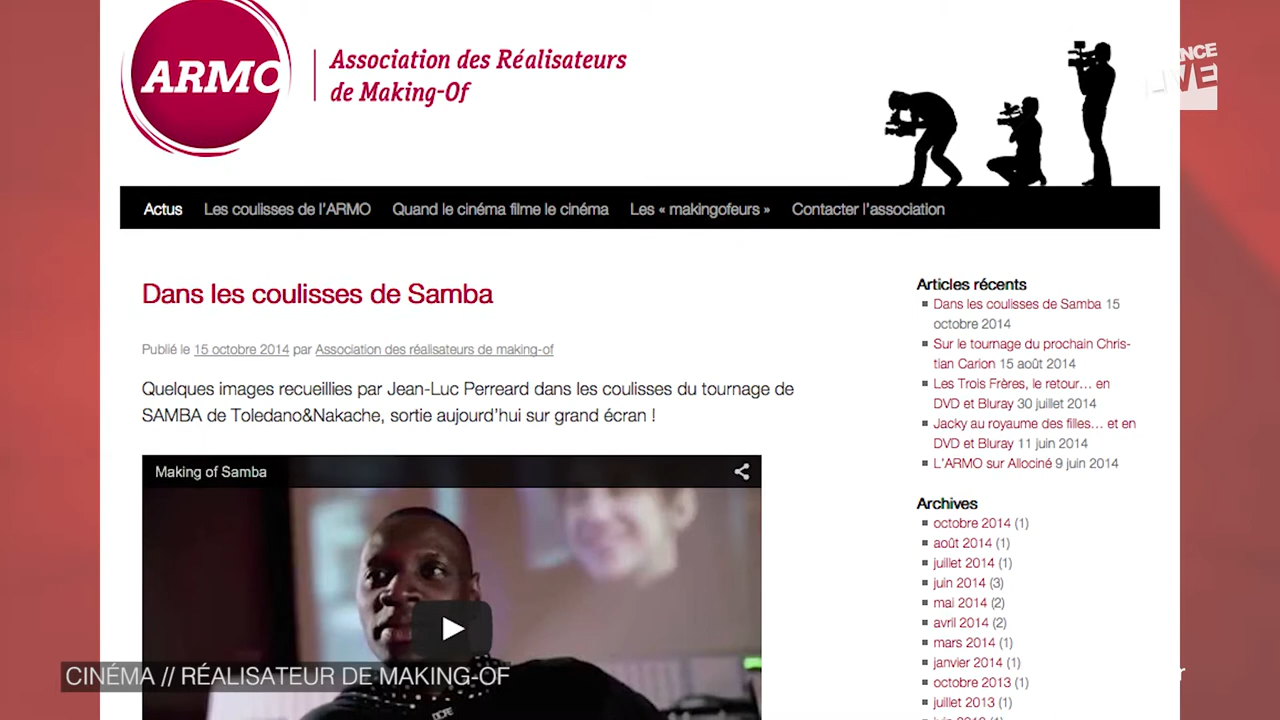 ARMO
Association des Réalisateurs
de Making-Of
LIVE
Actus
Les coulisses de l'ARMO
Quand le cinéma filme le cinéma
Les « makingofeurs »
Contacter l'association
Dans les coulisses de Samba
Publié le 15 octobre 2014 par Association des réalisateurs de making-of
Quelques images recueillies par Jean-Luc Perreard dans les coulisses du tournage de
SAMBA de Toledano&Nakache, sortie aujourd'hui sur grand écran !
Making of Samba
DOPE
CINÉMA // RÉALISATEUR DE MAKING-OF
Articles récents
Dans les coulisses de Samba 15
octobre 2014
Sur le tournage du prochain Chris-
tian Carion 15 août 2014
Les Trois Frères, le retour… en
DVD et Bluray 30 juillet 2014
Jacky au royaume des filles… et en
DVD et Bluray 11 juin 2014
L'ARMO sur Allociné 9 juin 2014
Archives
octobre 2014 (1)
août 2014 (1)
juillet 2014 (1)
juin 2014 (3)
mai 2014 (2)
avril 2014 (2)
mars 2014 (1)
janvier 2014 (1)
octobre 2013 (1)
juillet 2013 (1)